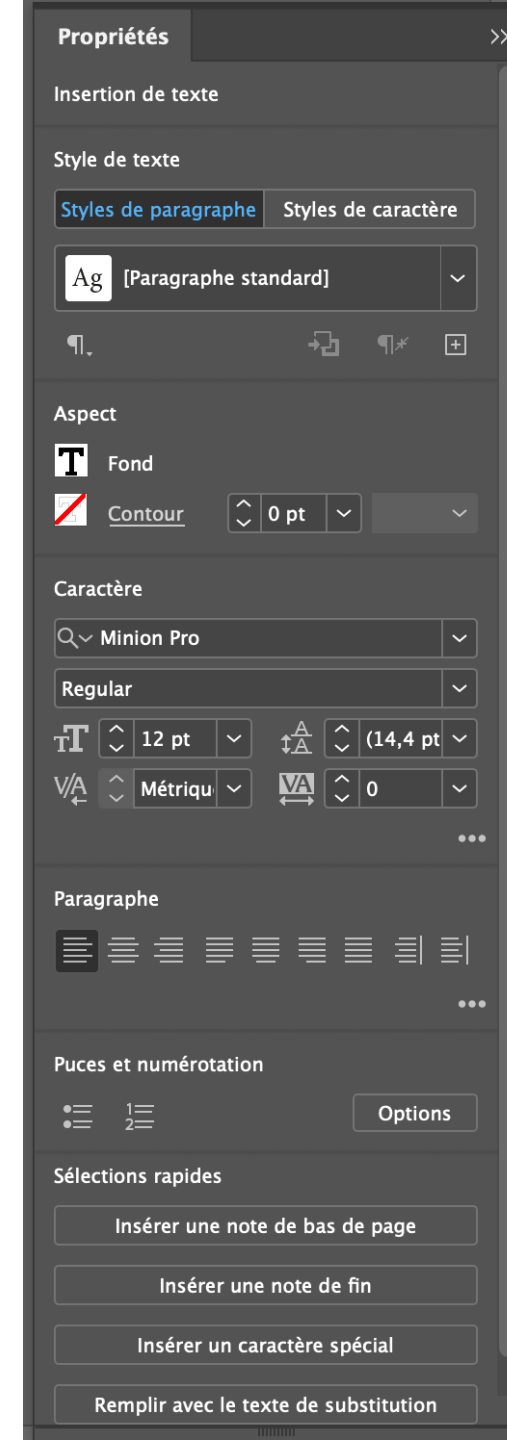 Propriétés
Insertion de texte
Style de texte
Styles de paragraphe Styles de caractère
Ag [Paragraphe standard]
Aspect
T Fond
Contour 0 pt
Caractère
Minion Pro
Regular
12 pt (14,4 pt
Métriqu 0
Paragraphe
Puces et numérotation
Options
Sélections rapides
Insérer une note de bas de page
Insérer une note de fin
Insérer un caractère spécial
Remplir avec le texte de substitution